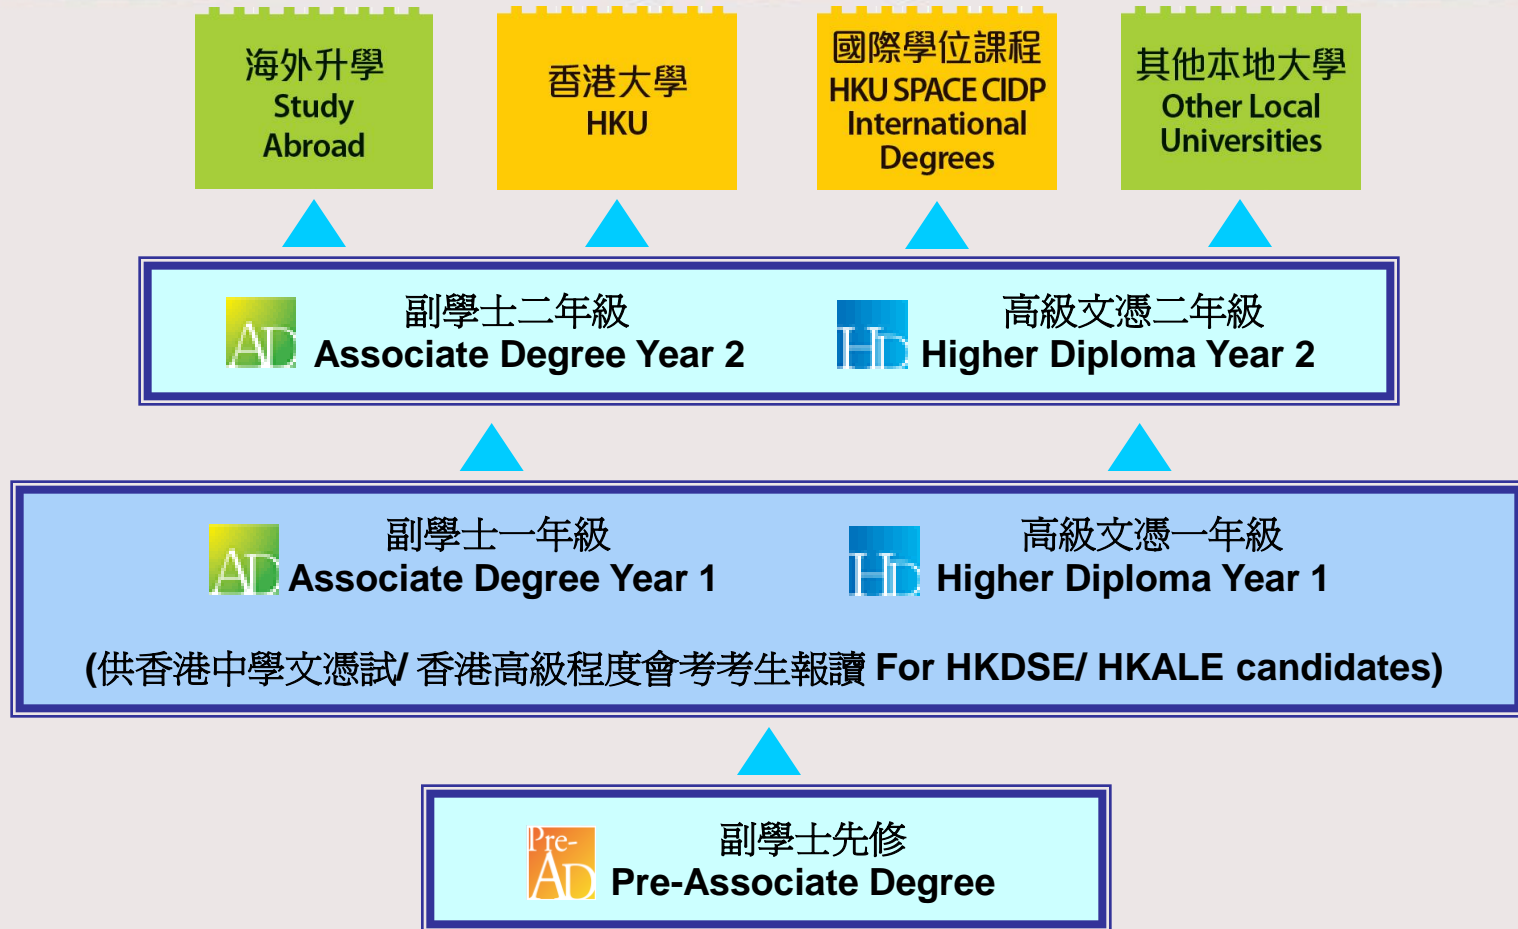 海外升學
Study
Abroad
香港大學
HKU
國際學位課程
HKU SPACE CIDP
International
Degrees
其他本地大學
Other Local
Universities
AD
副學士二年級
Associate Degree Year 2
HD
高級文憑二年級
Higher Diploma Year 2
AD
副學士一年級
Associate Degree Year 1
HD
高級文憑一年級
Higher Diploma Year 1
(供香港中學文憑試/ 香港高級程度會考考生報讀 For HKDSE/ HKALE candidates)
Pre-
AD
副學士先修
Pre-Associate Degree